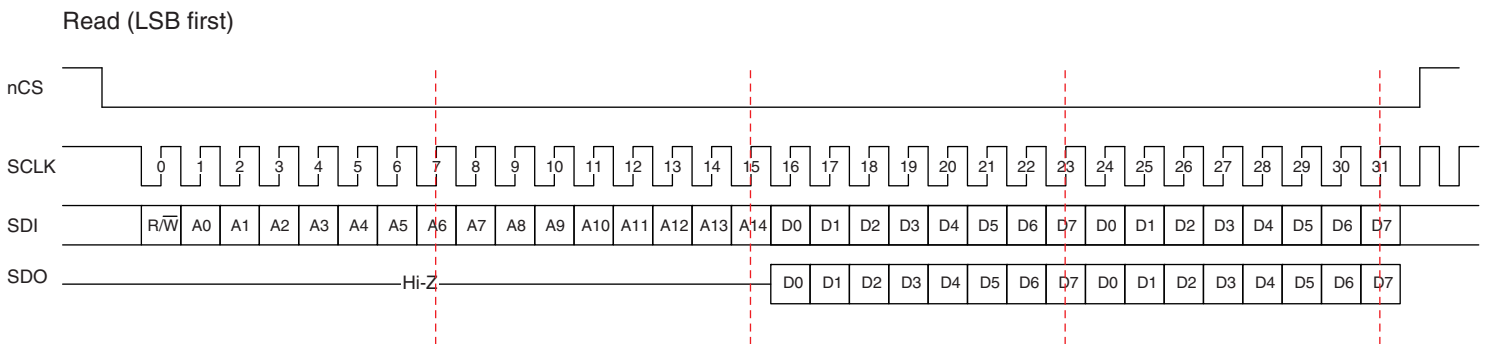 Read (LSB first)
nCS
SCLK 0 1 2 3 4 5 6 7 8 9 10 11 12 13 14 15 16 17 18 19 20 21 22 23 24 25 26 27 28 29 30 31
SDI R/W̅ A0 A1 A2 A3 A4 A5 A6 A7 A8 A9 A10 A11 A12 A13 A14 D0 D1 D2 D3 D4 D5 D6 D7 D0 D1 D2 D3 D4 D5 D6 D7
SDO Hi-Z D0 D1 D2 D3 D4 D5 D6 D7 D0 D1 D2 D3 D4 D5 D6 D7